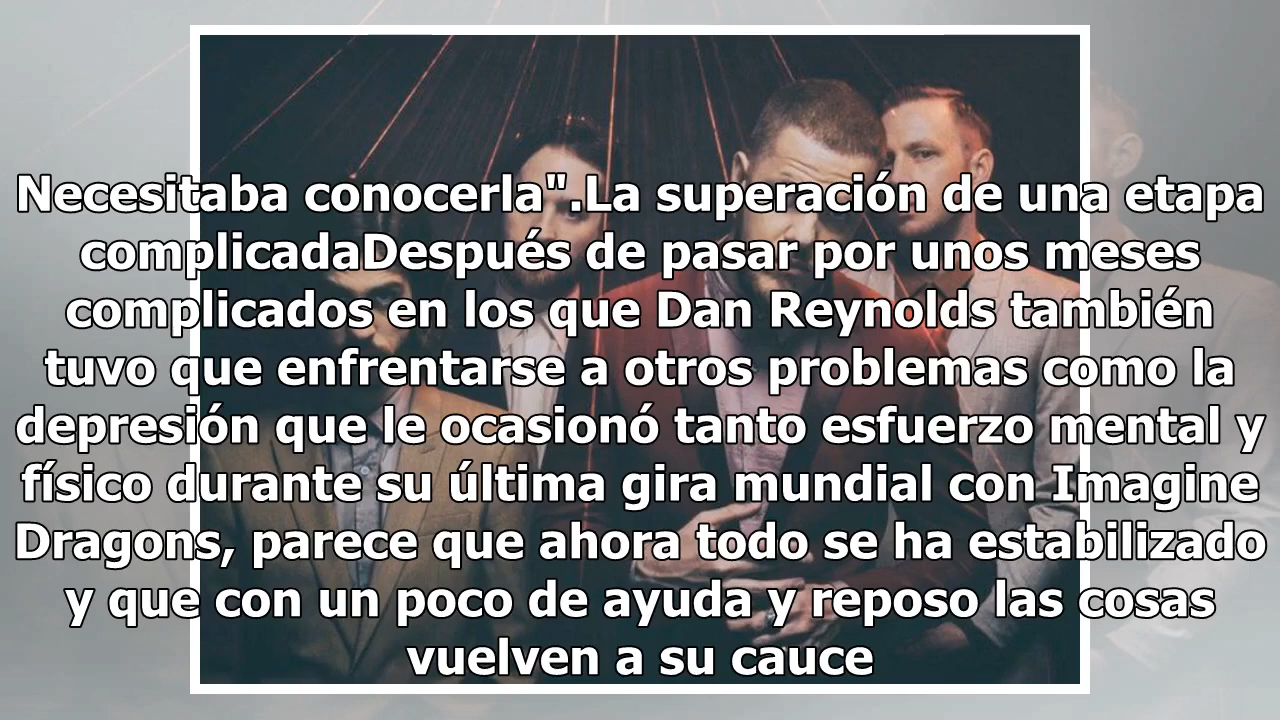 Necesitaba conocerla".La superación de una etapa
complicadaDespués de pasar por unos meses
complicados en los que Dan Reynolds también
tuvo que enfrentarse a otros problemas como la
depresión que le ocasionó tanto esfuerzo mental y
físico durante su última gira mundial con Imagine
Dragons, parece que ahora todo se ha estabilizado
y que con un poco de ayuda y reposo las cosas
vuelven a su cauce